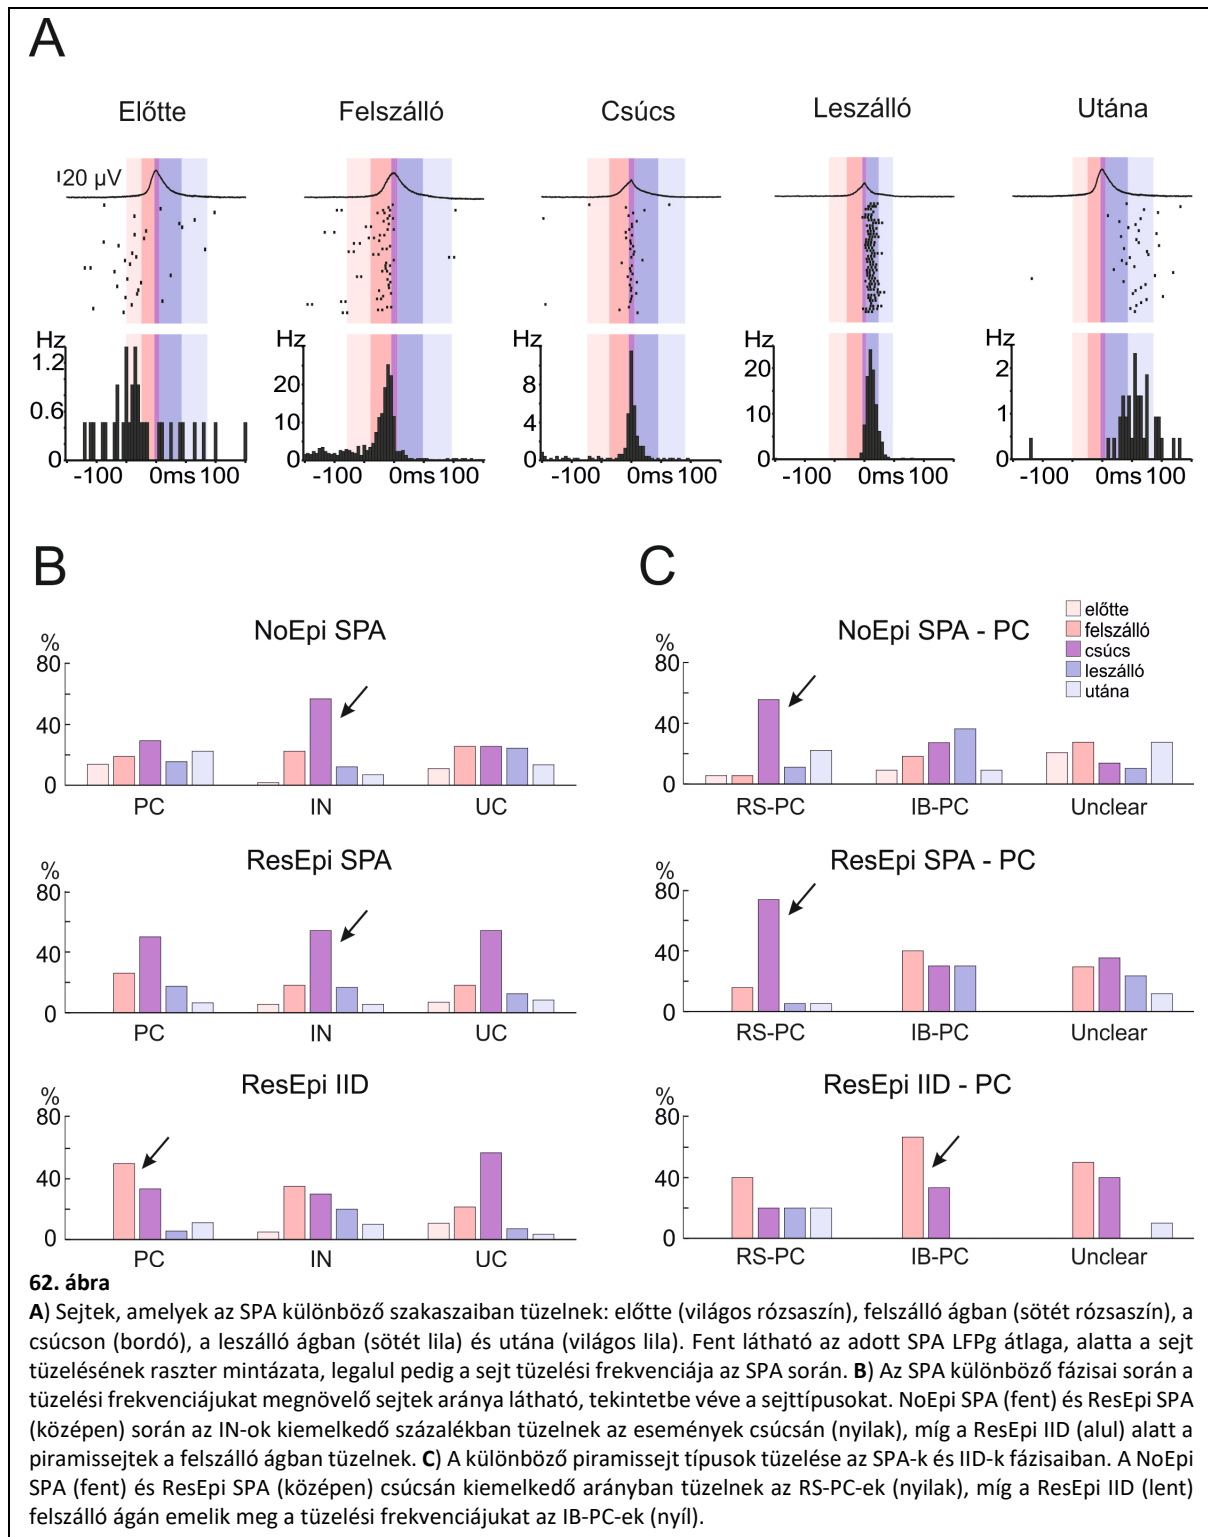 A
Előtte
Felszálló
Csúcs
Leszálló
Utána
20 µV
Hz
1.2
0.6
0
-100 0ms 100
Hz
20
10
0
-100 0ms 100
Hz
8
4
0
-100 0ms 100
Hz
20
10
0
-100 0ms 100
Hz
2
1
0
-100 0ms 100
B
NoEpi SPA
%
80
40
0
PC IN UC
ResEpi SPA
%
80
40
0
PC IN UC
ResEpi IID
%
80
40
0
PC IN UC
C
előtte
felszálló
csúcs
leszálló
utána
NoEpi SPA - PC
%
80
40
0
RS-PC IB-PC Unclear
ResEpi SPA - PC
%
80
40
0
RS-PC IB-PC Unclear
ResEpi IID - PC
%
80
40
0
RS-PC IB-PC Unclear
62. ábra
A) Sejtek, amelyek az SPA különböző szakaszaiban tüzelnek: előtte (világos rózsaszín), felszálló ágban (sötét rózsaszín), a
csúcson (bordó), a leszálló ágban (sötét lila) és utána (világos lila). Fent látható az adott SPA LFPg átlaga, alatta a sejt
tüzelésének raszter mintázata, legalul pedig a sejt tüzelési frekvenciája az SPA során. B) Az SPA különböző fázisai során a
tüzelési frekvenciájukat megnövelő sejtek aránya látható, tekintetbe véve a sejttípusokat. NoEpi SPA (fent) és ResEpi SPA
(középen) során az IN-ok kiemelkedő százalékban tüzelnek az események csúcsán (nyilak), míg a ResEpi IID (alul) alatt a
piramissejtek a felszálló ágban tüzelnek. C) A különböző piramissejt típusok tüzelése az SPA-k és IID-k fázisaiban. A NoEpi
SPA (fent) és ResEpi SPA (középen) csúcsán kiemelkedő arányban tüzelnek az RS-PC-ek (nyilak), míg a ResEpi IID (lent)
felszálló ágán emelik meg a tüzelési frekvenciájukat az IB-PC-ek (nyíl).